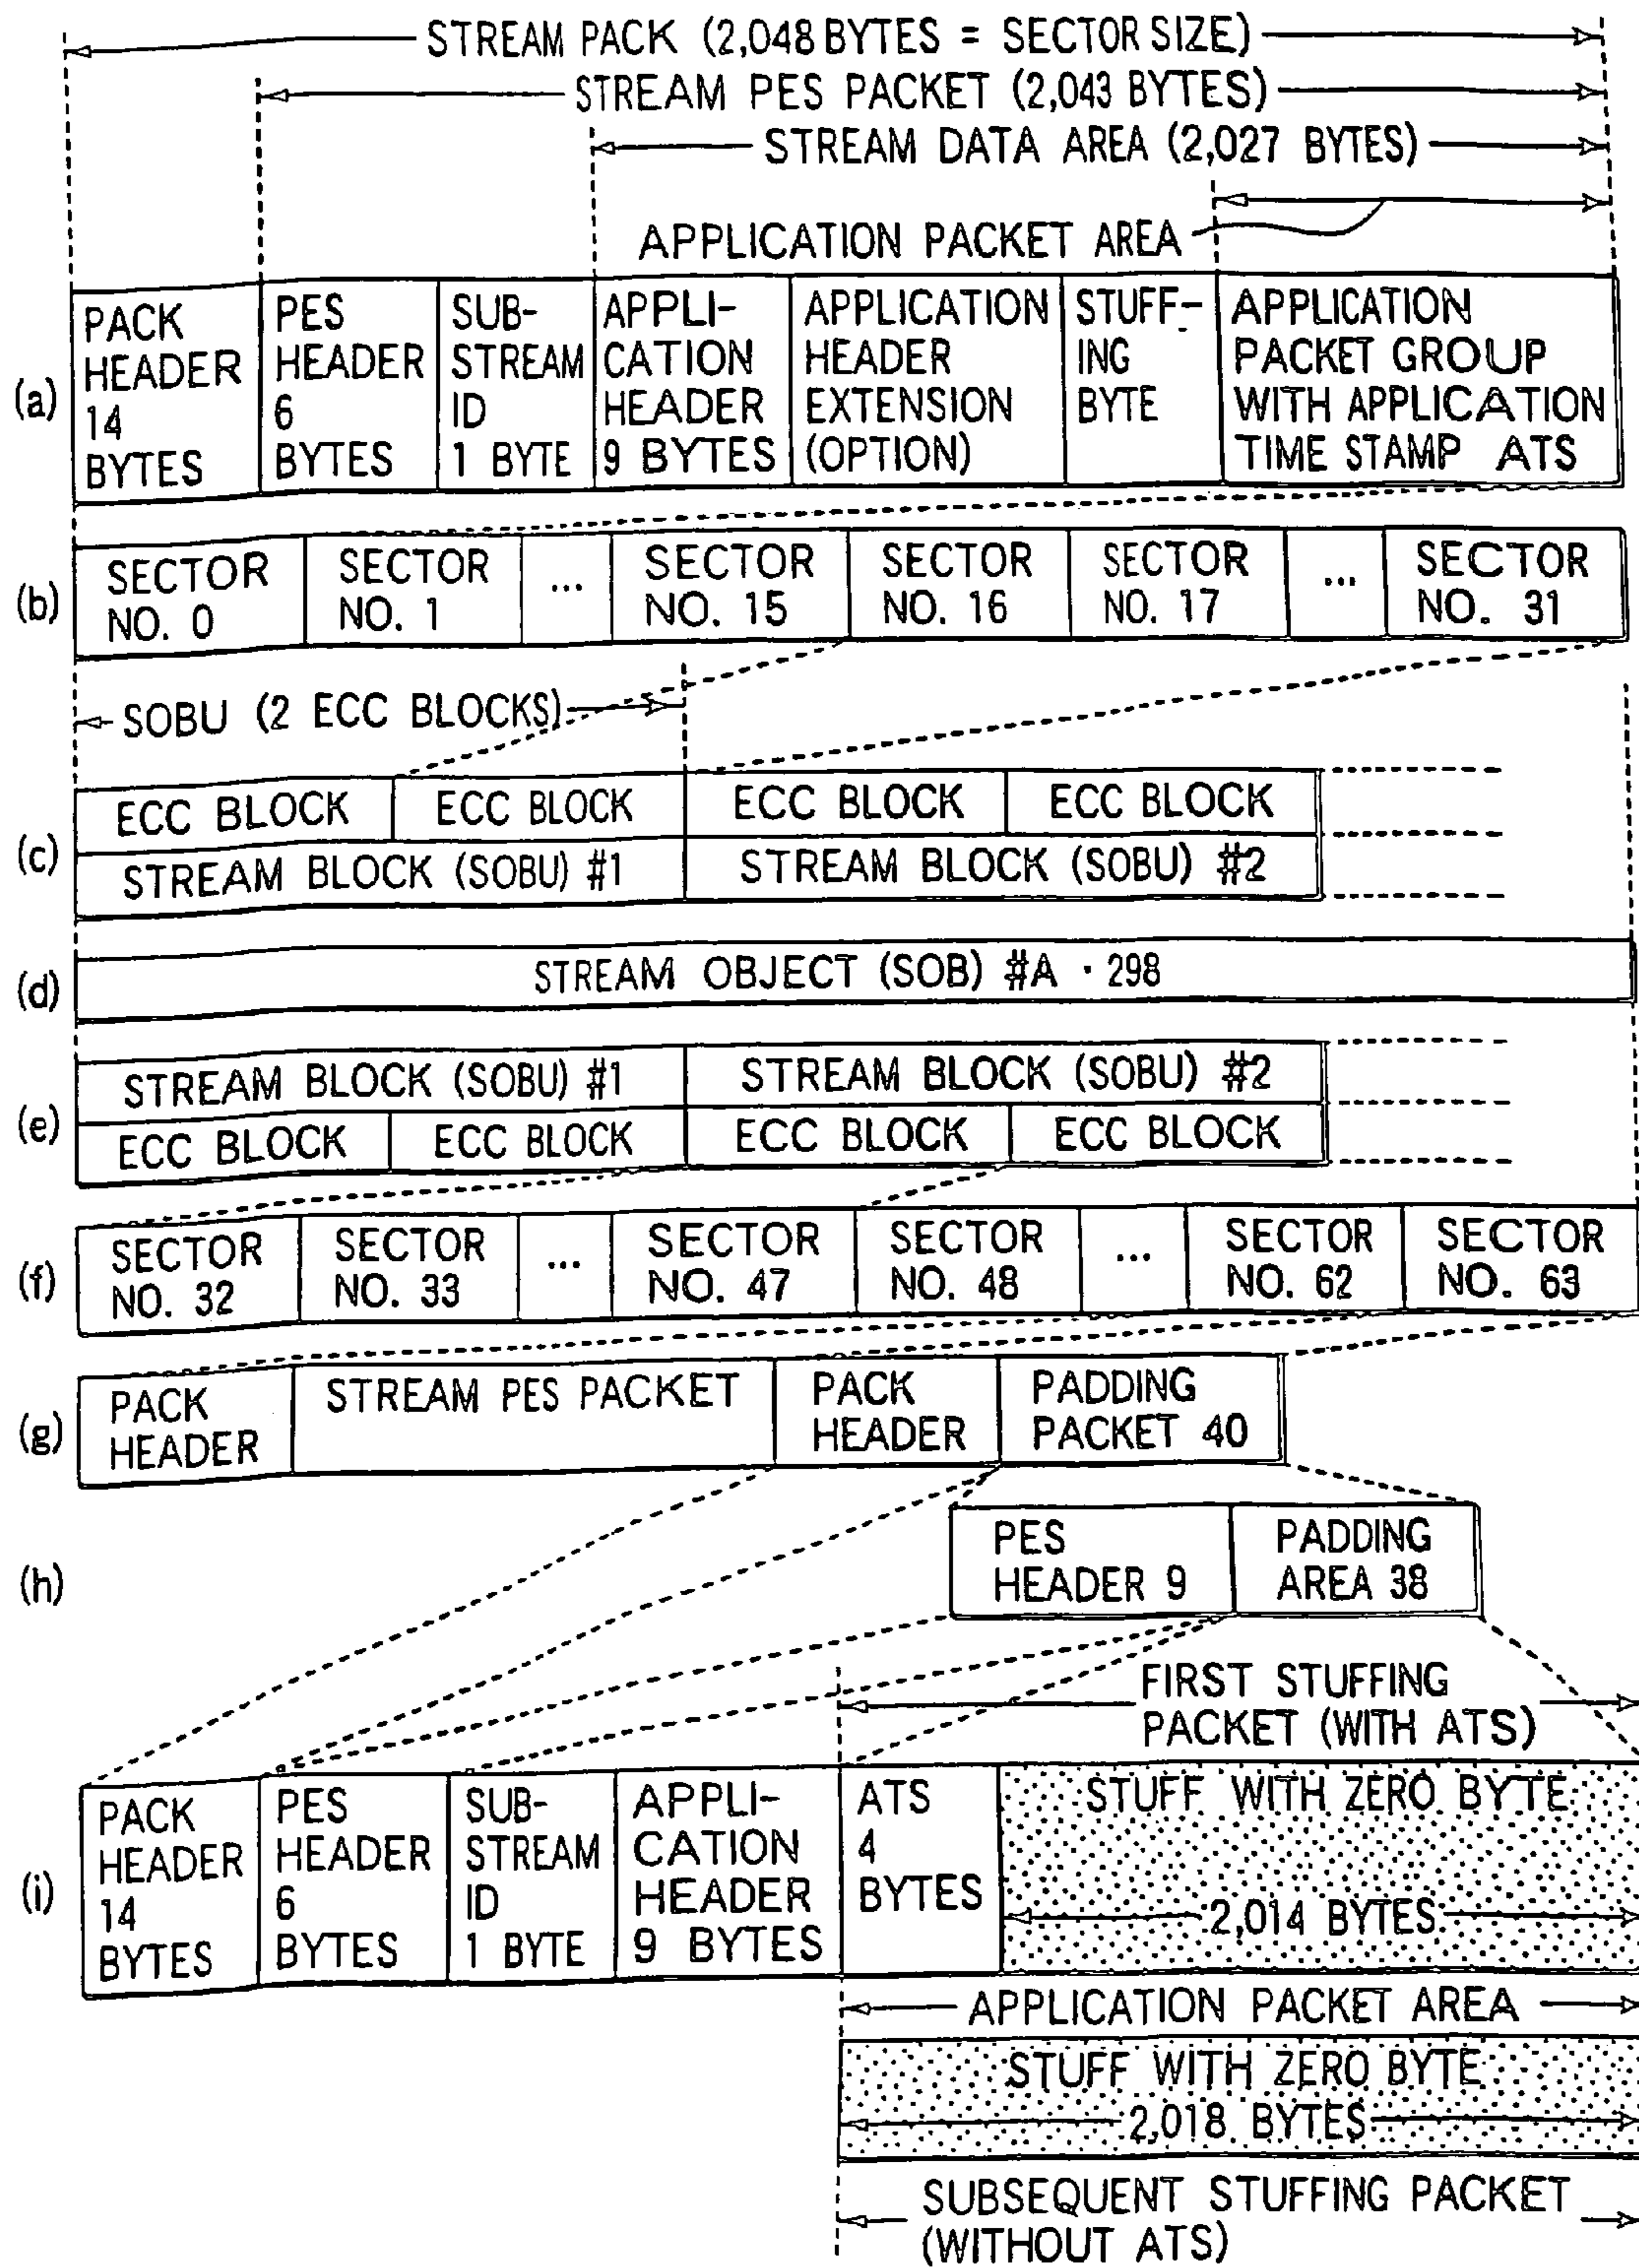 STREAM PACK (2,048 BYTES = SECTOR SIZE)
STREAM PES PACKET (2,043 BYTES)
STREAM DATA AREA (2,027 BYTES)
APPLICATION PACKET AREA
(a)
PACK
HEADER
14
BYTES
PES
HEADER
6
BYTES
SUB-
STREAM
ID
1 BYTE
APPLI-
CATION
HEADER
9 BYTES
APPLICATION
HEADER
EXTENSION
(OPTION)
STUFF-
ING
BYTE
APPLICATION
PACKET GROUP
WITH APPLICATION
TIME STAMP ATS
(b)
SECTOR
NO. 0
SECTOR
NO. 1
...
SECTOR
NO. 15
SECTOR
NO. 16
SECTOR
NO. 17
...
SECTOR
NO. 31
SOBU (2 ECC BLOCKS)
(c)
ECC BLOCK
ECC BLOCK
ECC BLOCK
ECC BLOCK
STREAM BLOCK (SOBU) #1
STREAM BLOCK (SOBU) #2
(d)
STREAM OBJECT (SOB) #A · 298
(e)
STREAM BLOCK (SOBU) #1
STREAM BLOCK (SOBU) #2
ECC BLOCK
ECC BLOCK
ECC BLOCK
ECC BLOCK
(f)
SECTOR
NO. 32
SECTOR
NO. 33
...
SECTOR
NO. 47
SECTOR
NO. 48
...
SECTOR
NO. 62
SECTOR
NO. 63
(g)
PACK
HEADER
STREAM PES PACKET
PACK
HEADER
PADDING
PACKET 40
(h)
PES
HEADER 9
PADDING
AREA 38
FIRST STUFFING
PACKET (WITH ATS)
(i)
PACK
HEADER
14
BYTES
PES
HEADER
6
BYTES
SUB-
STREAM
ID
1 BYTE
APPLI-
CATION
HEADER
9 BYTES
ATS
4
BYTES
STUFF WITH ZERO BYTE
2,014 BYTES
APPLICATION PACKET AREA
STUFF WITH ZERO BYTE
2,018 BYTES
SUBSEQUENT STUFFING PACKET
(WITHOUT ATS)